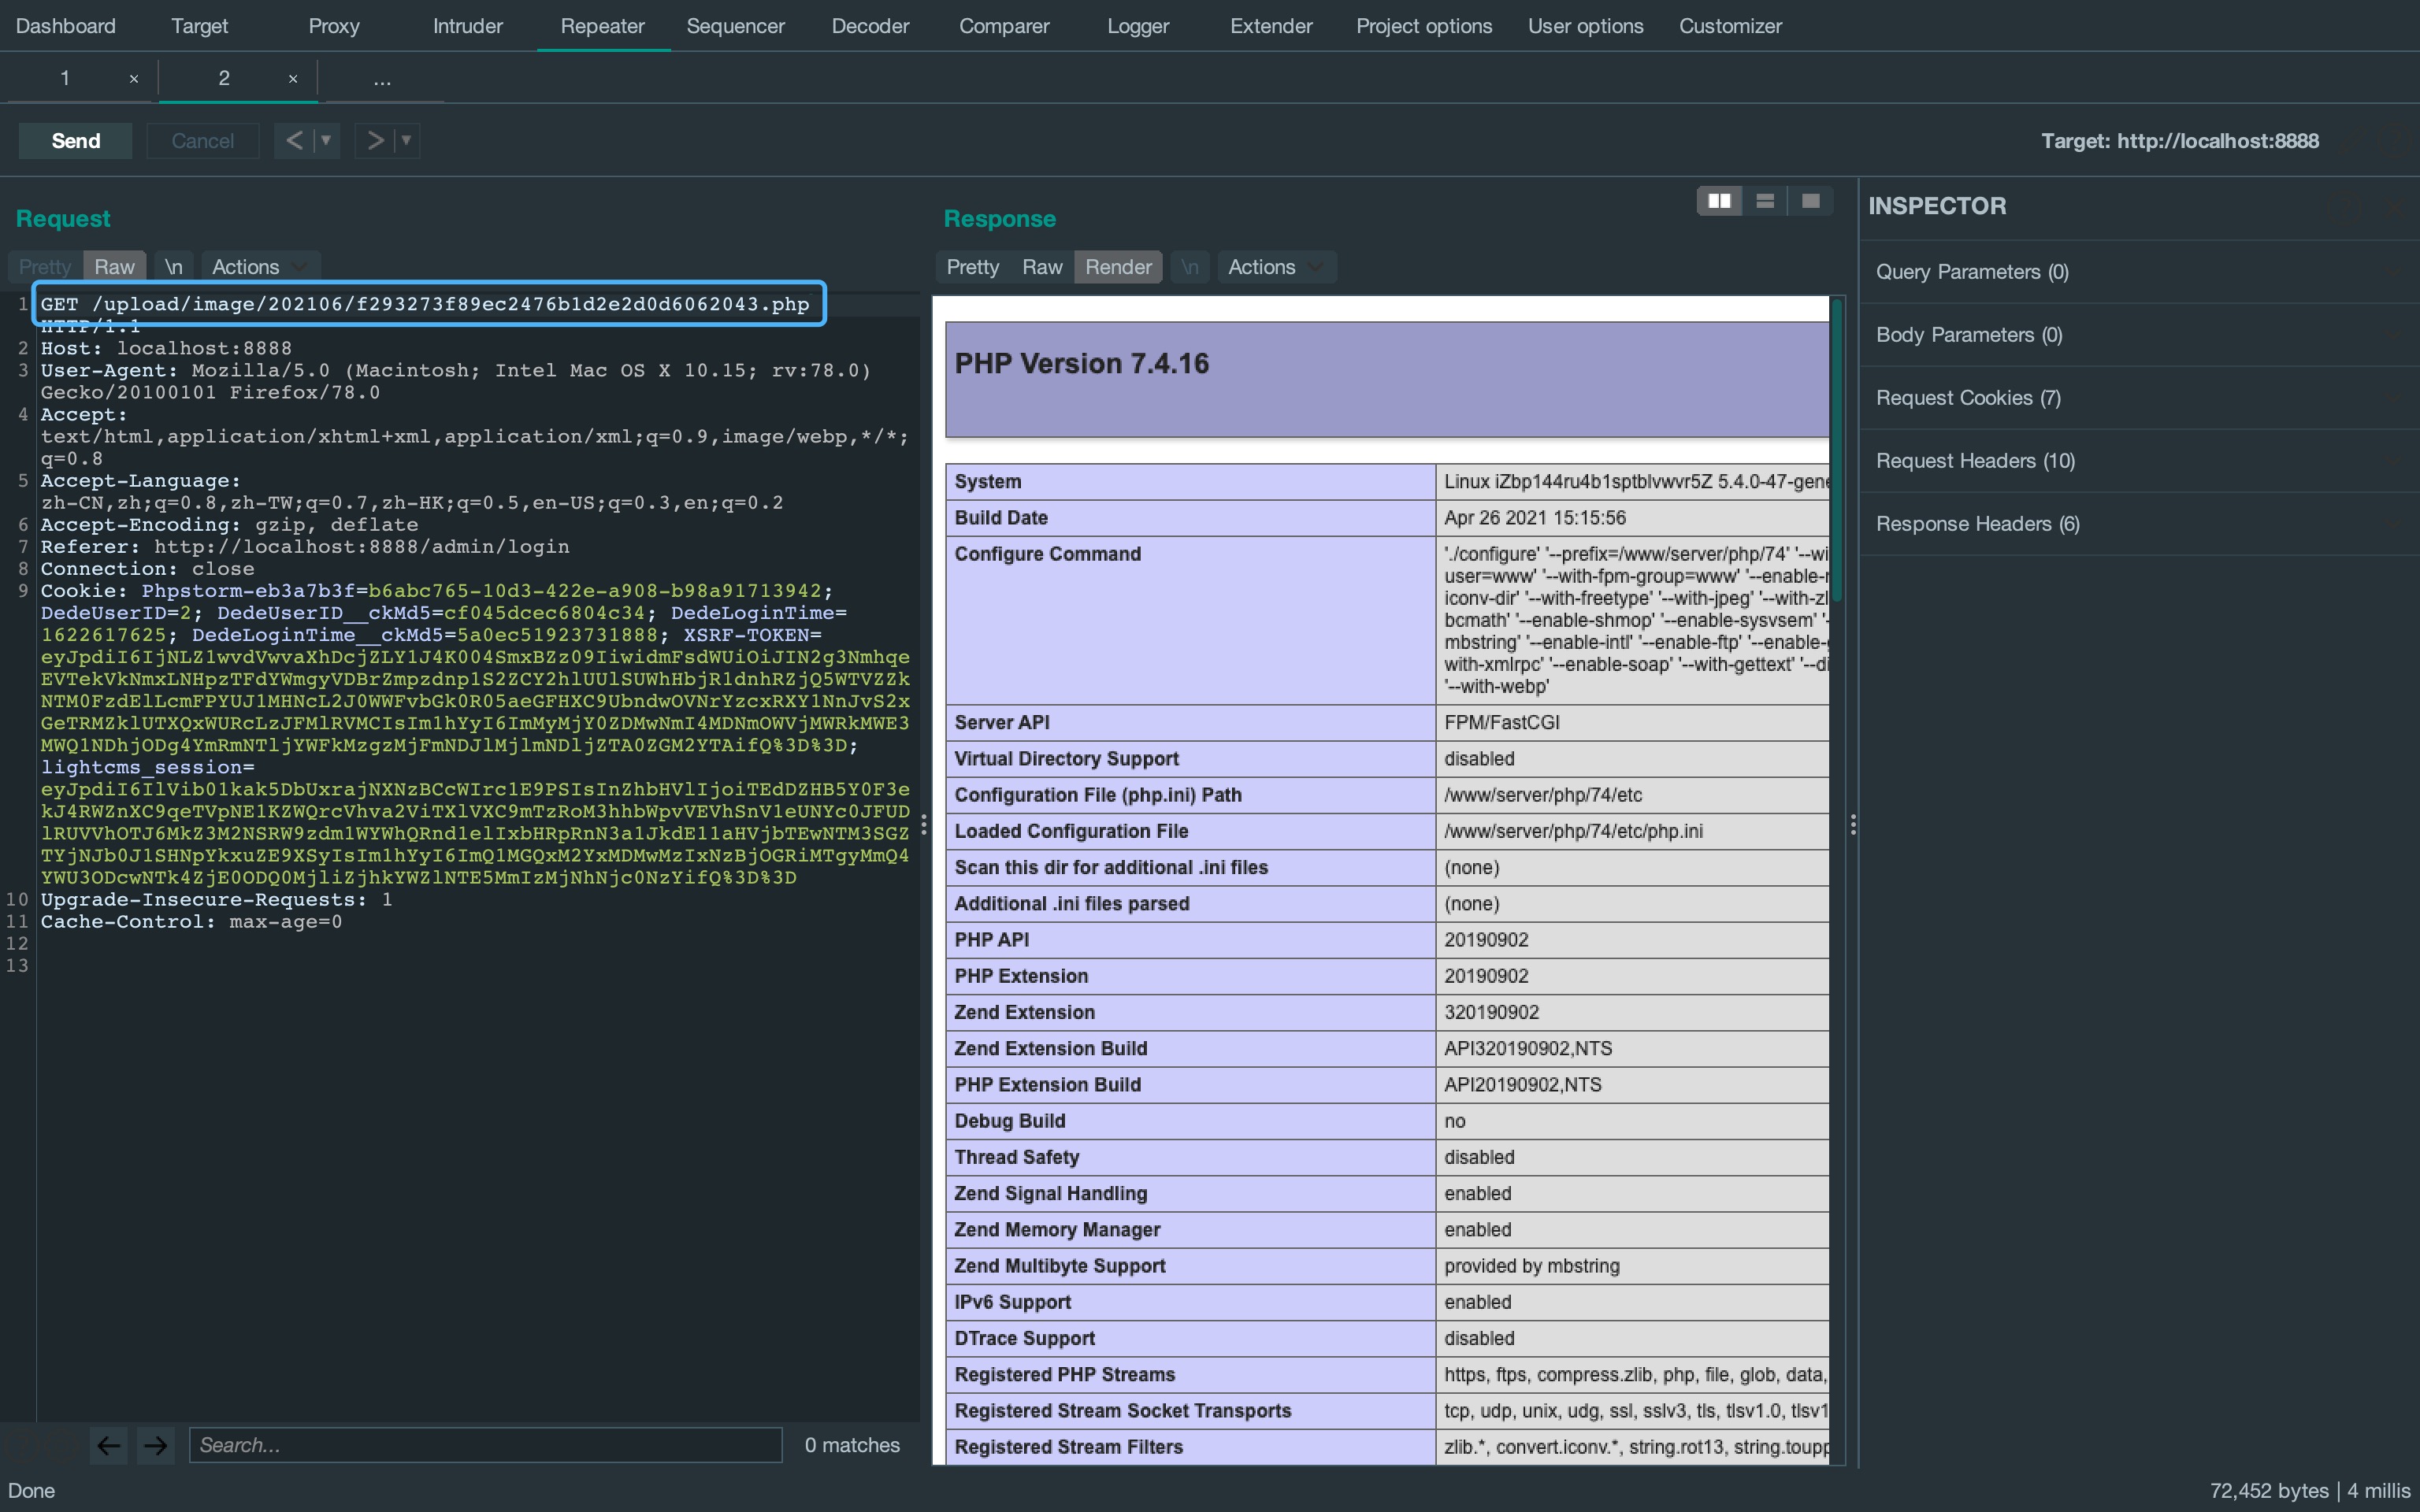 Dashboard Target Proxy Intruder Repeater Sequencer Decoder Comparer Logger Extender Project options User options Customizer
1 × 2 × ...
Send Cancel < > Target: http://localhost:8888
Request
Pretty Raw \n Actions
1 GET /upload/image/202106/f293273f89ec2476b1d2e2d0d6062043.php
HTTP/1.1
2 Host: localhost:8888
3 User-Agent: Mozilla/5.0 (Macintosh; Intel Mac OS X 10.15; rv:78.0)
Gecko/20100101 Firefox/78.0
4 Accept:
text/html,application/xhtml+xml,application/xml;q=0.9,image/webp,*/*;
q=0.8
5 Accept-Language:
zh-CN,zh;q=0.8,zh-TW;q=0.7,zh-HK;q=0.5,en-US;q=0.3,en;q=0.2
6 Accept-Encoding: gzip, deflate
7 Referer: http://localhost:8888/admin/login
8 Connection: close
9 Cookie: Phpstorm-eb3a7b3f=b6abc765-10d3-422e-a908-b98a91713942;
DedeUserID=2; DedeUserID__ckMd5=cf045dcec6804c34; DedeLoginTime=
1622617625; DedeLoginTime__ckMd5=5a0ec51923731888; XSRF-TOKEN=
lightcms_session=
10 Upgrade-Insecure-Requests: 1
11 Cache-Control: max-age=0
12
13
Search... 0 matches
Response
Pretty Raw Render \n Actions
PHP Version 7.4.16
System Linux iZbp144ru4b1sptblvwvr5Z 5.4.0-47-gene
Build Date Apr 26 2021 15:15:56
Configure Command './configure' '--prefix=/www/server/php/74' '--wi
user=www' '--with-fpm-group=www' '--enable-
iconv-dir' '--with-freetype' '--with-jpeg' '--with-zl
bcmath' '--enable-shmop' '--enable-sysvsem' '-
mbstring' '--enable-intl' '--enable-ftp' '--enable-
with-xmlrpc' '--enable-soap' '--with-gettext' '--di
'--with-webp'
Server API FPM/FastCGI
Virtual Directory Support disabled
Configuration File (php.ini) Path /www/server/php/74/etc
Loaded Configuration File /www/server/php/74/etc/php.ini
Scan this dir for additional .ini files (none)
Additional .ini files parsed (none)
PHP API 20190902
PHP Extension 20190902
Zend Extension 320190902
Zend Extension Build API320190902,NTS
PHP Extension Build API20190902,NTS
Debug Build no
Thread Safety disabled
Zend Signal Handling enabled
Zend Memory Manager enabled
Zend Multibyte Support provided by mbstring
IPv6 Support enabled
DTrace Support disabled
Registered PHP Streams https, ftps, compress.zlib, php, file, glob, data,
Registered Stream Socket Transports tcp, udp, unix, udg, ssl, sslv3, tls, tlsv1.0, tlsv1
Registered Stream Filters zlib.*, convert.iconv.*, string.rot13, string.toupp
INSPECTOR
Query Parameters (0)
Body Parameters (0)
Request Cookies (7)
Request Headers (10)
Response Headers (6)
Done 72,452 bytes | 4 millis